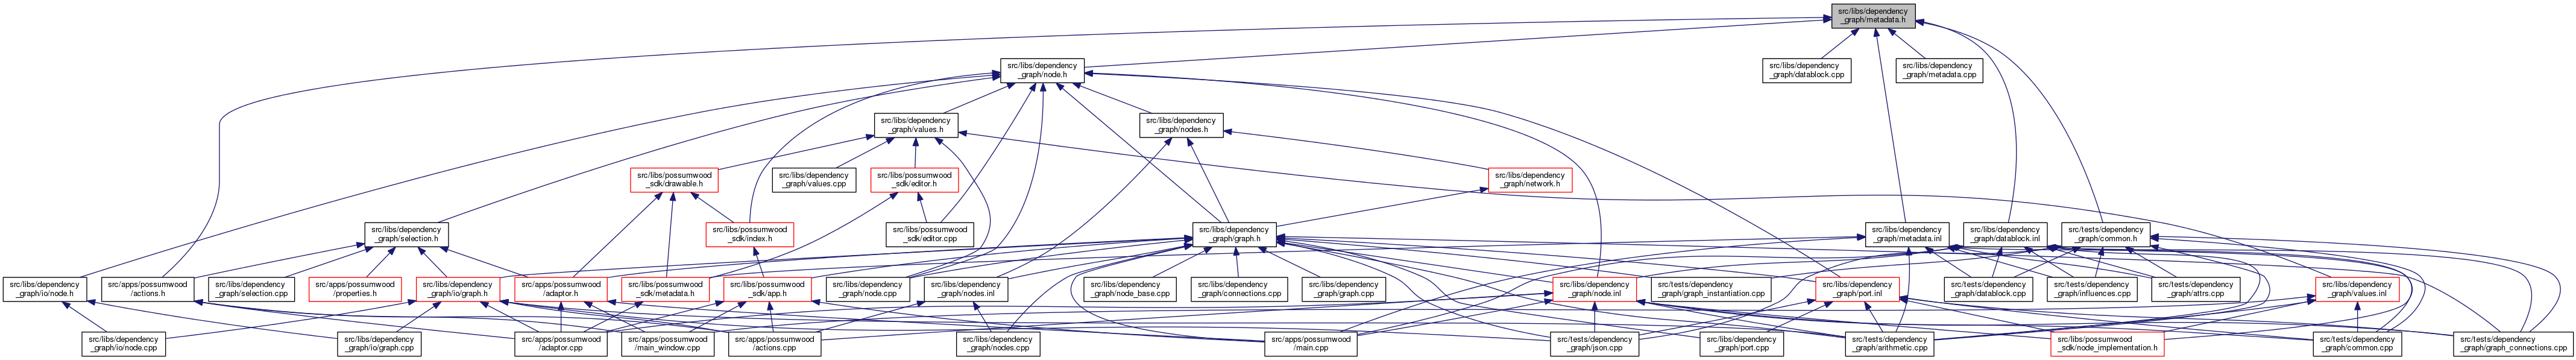 src/libs/dependency
_graph/metadata.h
src/libs/dependency
_graph/node.h
src/libs/dependency
_graph/datablock.cpp
src/libs/dependency
_graph/metadata.cpp
src/libs/dependency
_graph/values.h
src/libs/dependency
_graph/nodes.h
src/libs/possumwood
_sdk/drawable.h
src/libs/dependency
_graph/values.cpp
src/libs/possumwood
_sdk/editor.h
src/libs/dependency
_graph/network.h
src/libs/dependency
_graph/selection.h
src/libs/possumwood
_sdk/index.h
src/libs/possumwood
_sdk/editor.cpp
src/libs/dependency
_graph/graph.h
src/libs/dependency
_graph/metadata.inl
src/libs/dependency
_graph/datablock.inl
src/tests/dependency
_graph/common.h
src/libs/dependency
_graph/io/node.h
src/apps/possumwood
/actions.h
src/libs/dependency
_graph/selection.cpp
src/apps/possumwood
/properties.h
src/libs/dependency
_graph/io/graph.h
src/apps/possumwood
/adaptor.h
src/libs/possumwood
_sdk/metadata.h
src/libs/possumwood
_sdk/app.h
src/libs/dependency
_graph/node.cpp
src/libs/dependency
_graph/nodes.inl
src/libs/dependency
_graph/node_base.cpp
src/libs/dependency
_graph/connections.cpp
src/libs/dependency
_graph/graph.cpp
src/libs/dependency
_graph/node.inl
src/tests/dependency
_graph/graph_instantiation.cpp
src/libs/dependency
_graph/port.inl
src/tests/dependency
_graph/datablock.cpp
src/tests/dependency
_graph/influences.cpp
src/tests/dependency
_graph/attrs.cpp
src/libs/dependency
_graph/values.inl
src/libs/dependency
_graph/io/node.cpp
src/libs/dependency
_graph/io/graph.cpp
src/apps/possumwood
/adaptor.cpp
src/apps/possumwood
/main_window.cpp
src/apps/possumwood
/actions.cpp
src/libs/dependency
_graph/nodes.cpp
src/apps/possumwood
/main.cpp
src/tests/dependency
_graph/json.cpp
src/libs/dependency
_graph/port.cpp
src/tests/dependency
_graph/arithmetic.cpp
src/libs/possumwood
_sdk/node_implementation.h
src/tests/dependency
_graph/common.cpp
src/tests/dependency
_graph/graph_connections.cpp